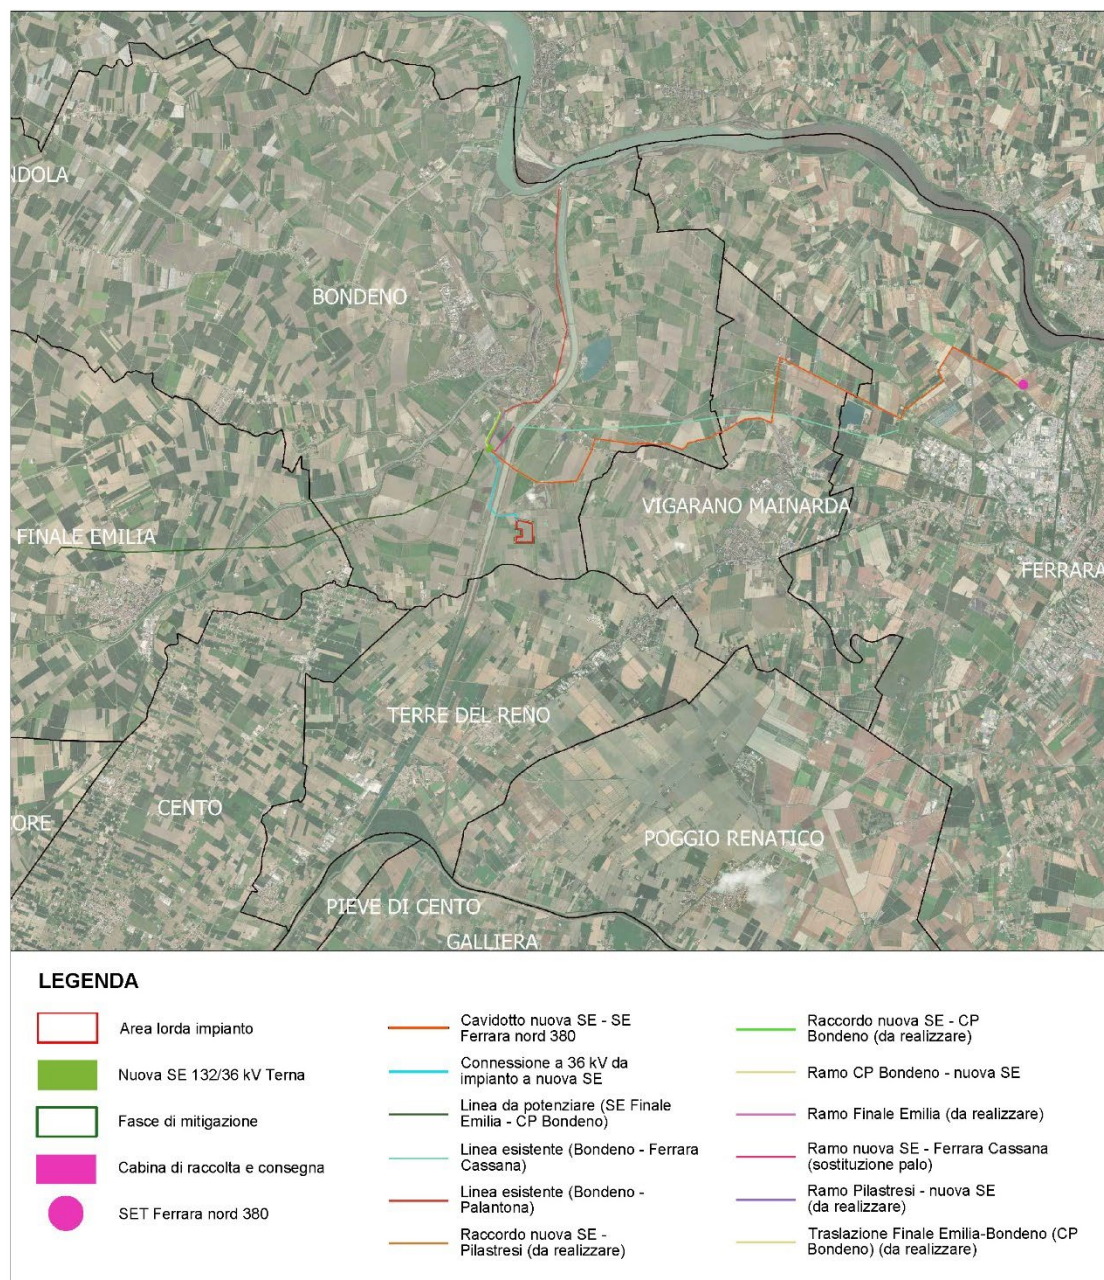 NDOLA
BONDENO
VIGARANO MAINARDA
FINALE EMILIA
FERRARA
TERRE DEL RENO
CENTO
ORE
POGGIO RENATICO
PIEVE DI CENTO
GALLIERA
LEGENDA
Area lorda impianto
Nuova SE 132/36 kV Terna
Fasce di mitigazione
Cabina di raccolta e consegna
SET Ferrara nord 380
Cavidotto nuova SE - SE
Ferrara nord 380
Connessione a 36 kV da
impianto a nuova SE
Linea da potenziare (SE Finale
Emilia - CP Bondeno)
Linea esistente (Bondeno - Ferrara
Cassana)
Linea esistente (Bondeno -
Palantona)
Raccordo nuova SE -
Pilastresi (da realizzare)
Raccordo nuova SE - CP
Bondeno (da realizzare)
Ramo CP Bondeno - nuova SE
Ramo Finale Emilia (da realizzare)
Ramo nuova SE - Ferrara Cassana
(sostituzione palo)
Ramo Pilastresi - nuova SE
(da realizzare)
Traslazione Finale Emilia-Bondeno (CP
Bondeno) (da realizzare)